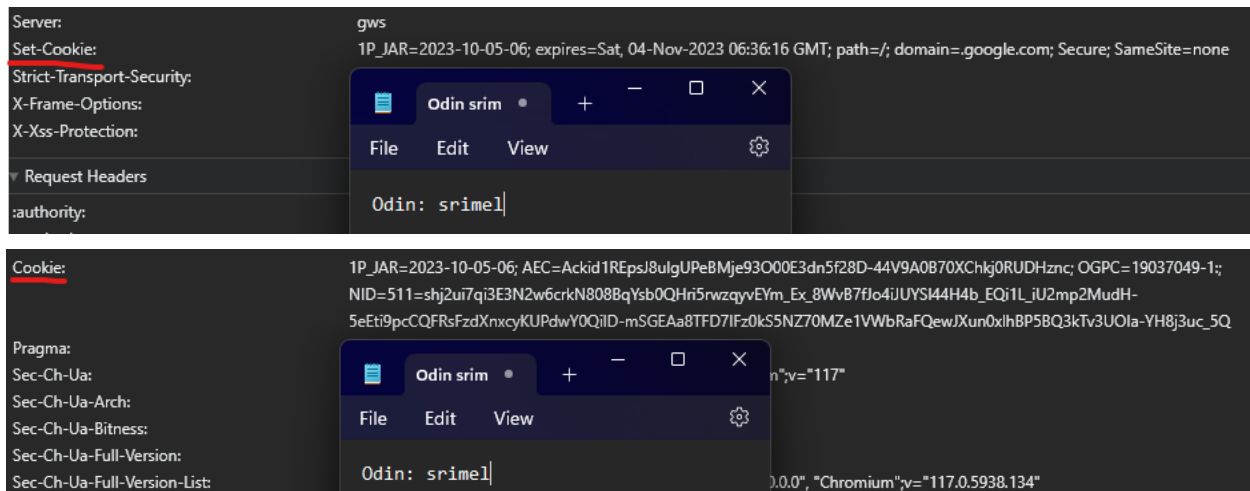 Server: gws
Set-Cookie: 1P_JAR=2023-10-05-06; expires=Sat, 04-Nov-2023 06:36:16 GMT; path=/; domain=.google.com; Secure; SameSite=none
Strict-Transport-Security:
X-Frame-Options:
X-Xss-Protection:
Odin srim
File Edit View
Request Headers
Odin: srimel
:authority:
Cookie: 1P_JAR=2023-10-05-06; AEC=Ackid1REpsJ8ulgUPeBMje93O00E3dn5f28D-44V9A0B70XChkj0RUDHznc; OGPC=19037049-1:;
NID=511=shj2ui7qi3E3N2w6crkN808BqYsb0QHri5rwzqyvEYm_Ex_8WvB7fJo4iJUYSl44H4b_EQi1L_iU2mp2MudH-
5eEti9pcCQFRsFzdXnxcyKUPdwY0QilD-mSGEAa8TFD7IFz0kS5NZ70MZe1VWbRaFQewJXun0xlhBP5BQ3kTv3UOIa-YH8j3uc_5Q
Pragma:
Sec-Ch-Ua: m";v="117"
Sec-Ch-Ua-Arch:
Sec-Ch-Ua-Bitness:
Sec-Ch-Ua-Full-Version:
Odin srim
File Edit View
Odin: srimel
Sec-Ch-Ua-Full-Version-List: 0.0.0", "Chromium";v="117.0.5938.134"